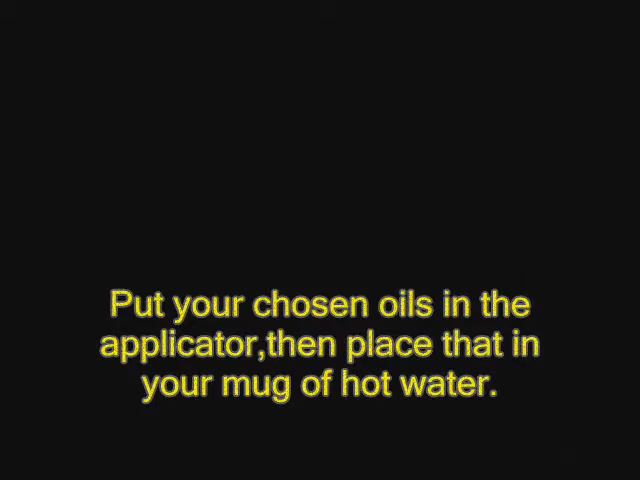 Put your chosen oils in the
applicator,then place that in
your mug of hot water.